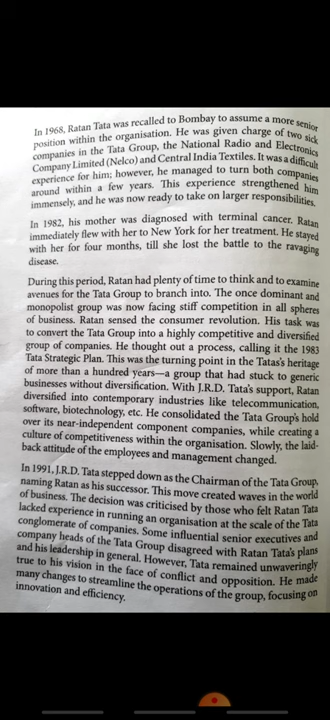 In 1968, Ratan Tata was recalled to Bombay to assume a more senior
position within the organisation. He was given charge of two sick
companies in the Tata Group, the National Radio and Electronics
Company Limited (Nelco) and Central India Textiles. It was a difficult
experience for him; however, he managed to turn both companies
around within a few years. This experience strengthened him
immensely, and he was now ready to take on larger responsibilities.
In 1982, his mother was diagnosed with terminal cancer. Ratan
immediately flew with her to New York for her treatment. He stayed
with her for four months, till she lost the battle to the ravaging
disease.
During this period, Ratan had plenty of time to think and to examine
avenues for the Tata Group to branch into. The once dominant and
monopolist group was now facing stiff competition in all spheres
of business. Ratan sensed the consumer revolution. His task was
to convert the Tata Group into a highly competitive and diversified
group of companies. He thought out a process, calling it the 1983
Tata Strategic Plan. This was the turning point in the Tatas's heritage
of more than a hundred years—a group that had stuck to generic
businesses without diversification. With J.R.D. Tata's support, Ratan
diversified into contemporary industries like telecommunication,
software, biotechnology, etc. He consolidated the Tata Group's hold
over its near-independent component companies, while creating a
culture of competitiveness within the organisation. Slowly, the laid-
back attitude of the employees and management changed.
In 1991, J.R.D. Tata stepped down as the Chairman of the Tata Group,
naming Ratan as his successor. This move created waves in the world
of business. The decision was criticised by those who felt Ratan Tata
lacked experience in running an organisation at the scale of the Tata
conglomerate of companies. Some influential senior executives and
company heads of the Tata Group disagreed with Ratan Tata's plans
and his leadership in general. However, Tata remained unwaveringly
true to his vision in the face of conflict and opposition. He made
many changes to streamline the operations of the group, focusing on
innovation and efficiency.